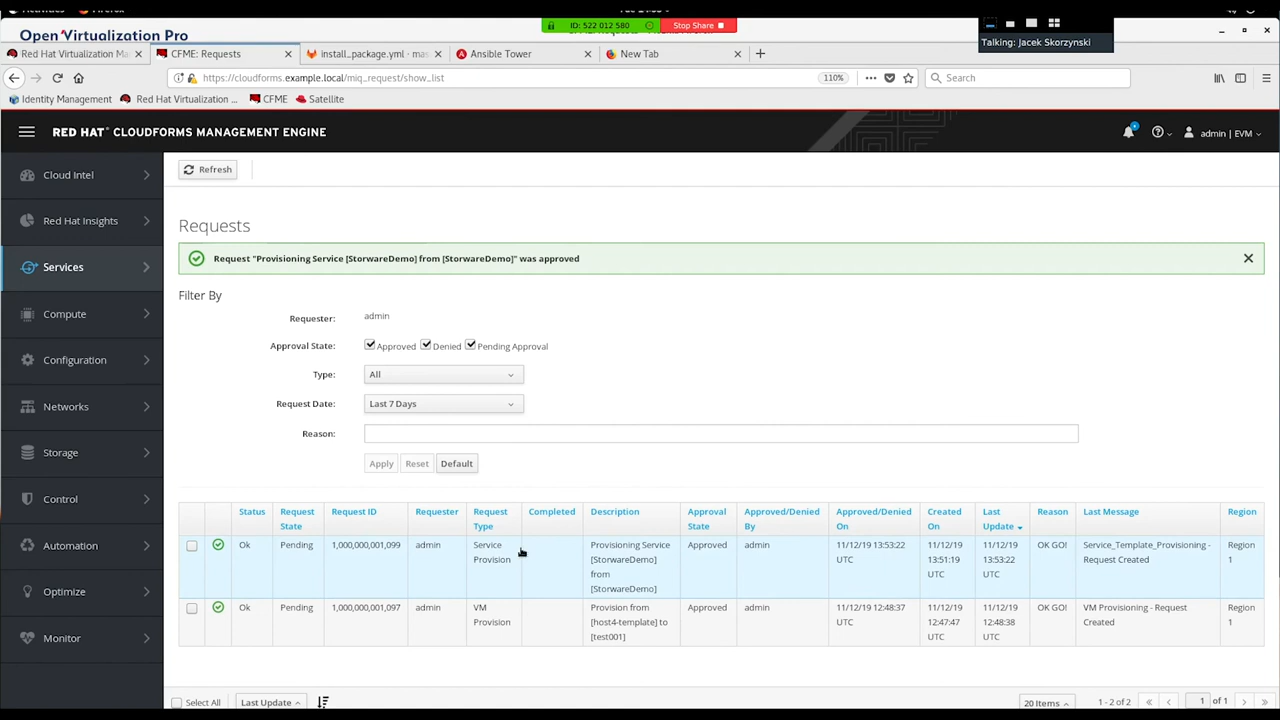 ID: 522 012 580
Stop Share
Open Virtualization Pro
Talking: Jacek Skorzynski
Red Hat Virtualization Ma
CFME: Requests
install_package.yml - mas
Ansible Tower
New Tab
https://cloudforms.example.local/miq_request/show_list
110%
Search
Identity Management
Red Hat Virtualization ...
CFME
Satellite
RED HAT CLOUDFORMS MANAGEMENT ENGINE
admin | EVM
Cloud Intel
Red Hat Insights
Services
Compute
Configuration
Networks
Storage
Control
Automation
Optimize
Monitor
Refresh
Requests
Request "Provisioning Service [StorwareDemo] from [StorwareDemo]" was approved
Filter By
Requester: admin
Approval State: Approved Denied Pending Approval
Type: All
Request Date: Last 7 Days
Reason:
Apply Reset Default
Status Request State Request ID Requester Request Type Completed Description Approval State Approved/Denied By Approved/Denied On Created On Last Update Reason Last Message Region
Ok Pending 1,000,000,001,099 admin Service Provision Provisioning Service [StorwareDemo] from [StorwareDemo] Approved admin 11/12/19 13:53:22 UTC 11/12/19 13:51:19 UTC 11/12/19 13:53:22 UTC OK GO! Service_Template_Provisioning - Request Created Region 1
Ok Pending 1,000,000,001,097 admin VM Provision Provision from [host4-template] to [test001] Approved admin 11/12/19 12:48:37 UTC 11/12/19 12:47:47 UTC 11/12/19 12:48:38 UTC OK GO! VM Provisioning - Request Created Region 1
Select All
Last Update
20 Items
1 - 2 of 2
1 of 1